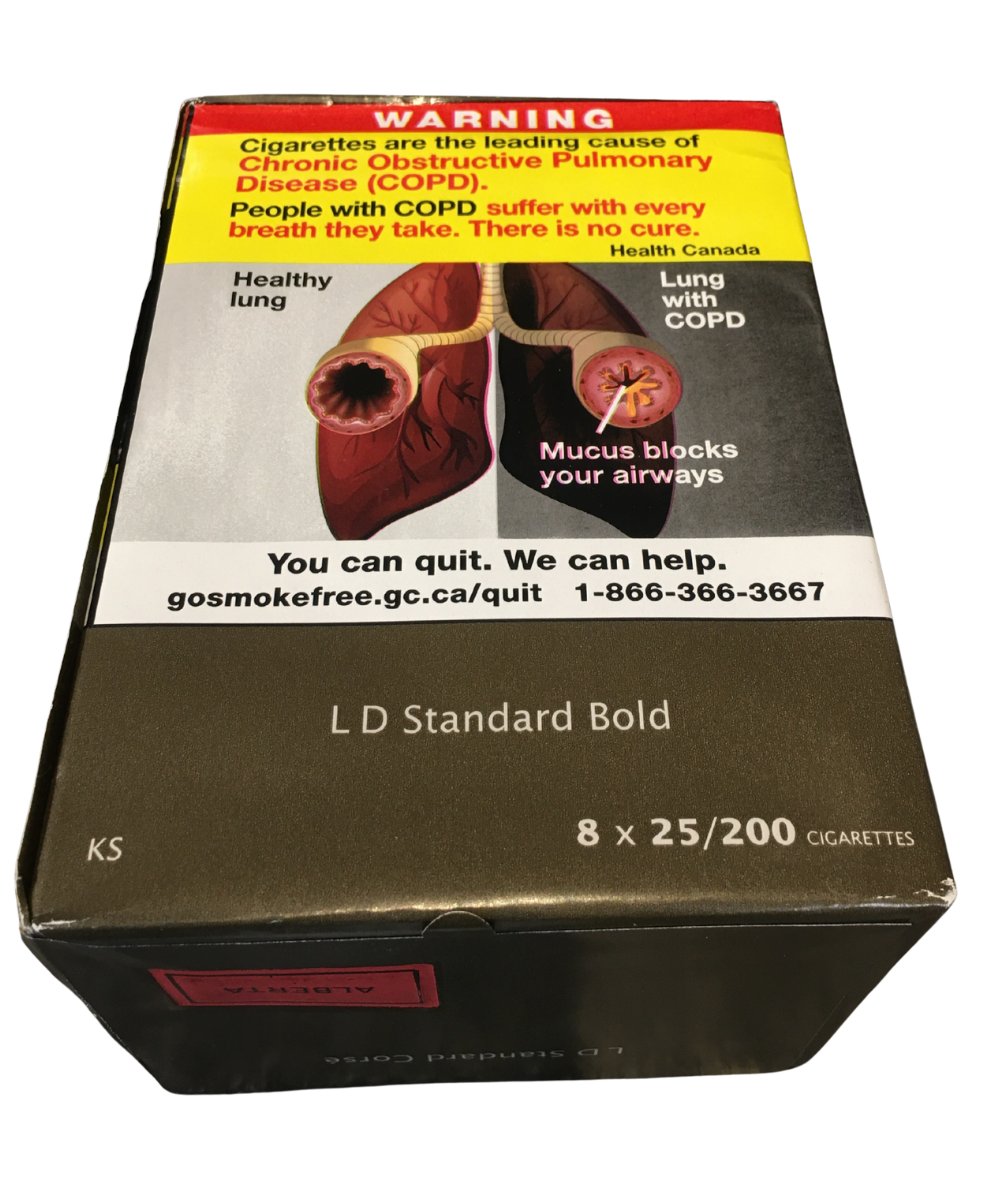 WARNING
Cigarettes are the leading cause of
Chronic Obstructive Pulmonary
Disease (COPD).
People with COPD suffer with every
breath they take. There is no cure.
Health Canada
Healthy
lung
Lung
with
COPD
Mucus blocks
your airways
You can quit. We can help.
gosmokefree.gc.ca/quit 1-866-366-3667
L D Standard Bold
KS
8 x 25/200 CIGARETTES
ALBERTA
L D Standard Corsé